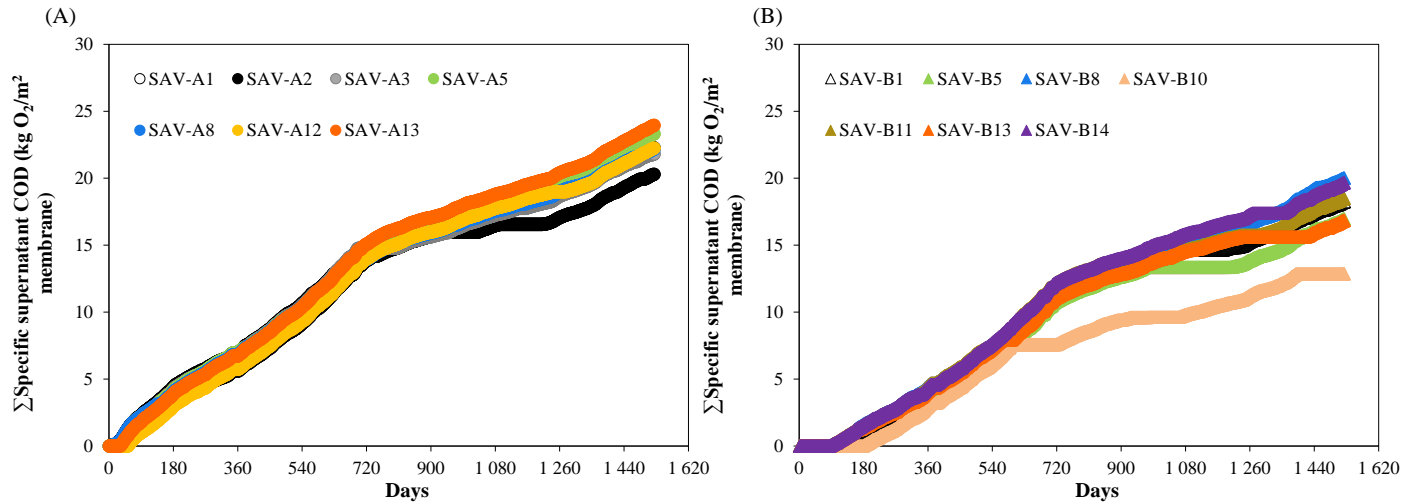 (A)
∑Specific supernatant COD (kg O2/m2
membrane)
30
25
20
15
10
5
0
SAV-A1 SAV-A2 SAV-A3 SAV-A5
SAV-A8 SAV-A12 SAV-A13
0 180 360 540 720 900 1 080 1 260 1 440 1 620
Days
(B)
∑Specific supernatant COD (kg O2/m2
membrane)
30
25
20
15
10
5
0
SAV-B1 SAV-B5 SAV-B8 SAV-B10
SAV-B11 SAV-B13 SAV-B14
0 180 360 540 720 900 1 080 1 260 1 440 1 620
Days